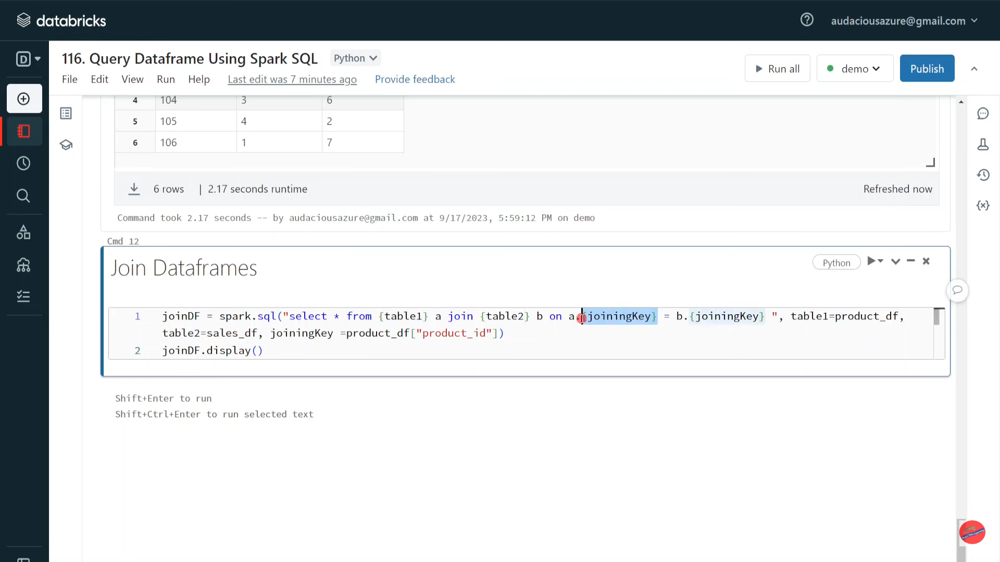 databricks
audaciousazure@gmail.com
D
116. Query Dataframe Using Spark SQL
Python
File Edit View Run Help Last edit was 7 minutes ago Provide feedback
Run all
demo
Publish
4 104 3 6
5 105 4 2
6 106 1 7
6 rows | 2.17 seconds runtime
Refreshed now
Command took 2.17 seconds -- by audaciousazure@gmail.com at 9/17/2023, 5:59:12 PM on demo
Cmd 12
Join Dataframes
Python
1 joinDF = spark.sql("select * from {table1} a join {table2} b on a.{joiningKey} = b.{joiningKey} ", table1=product_df,
table2=sales_df, joiningKey =product_df["product_id"])
2 joinDF.display()
Shift+Enter to run
Shift+Ctrl+Enter to run selected text